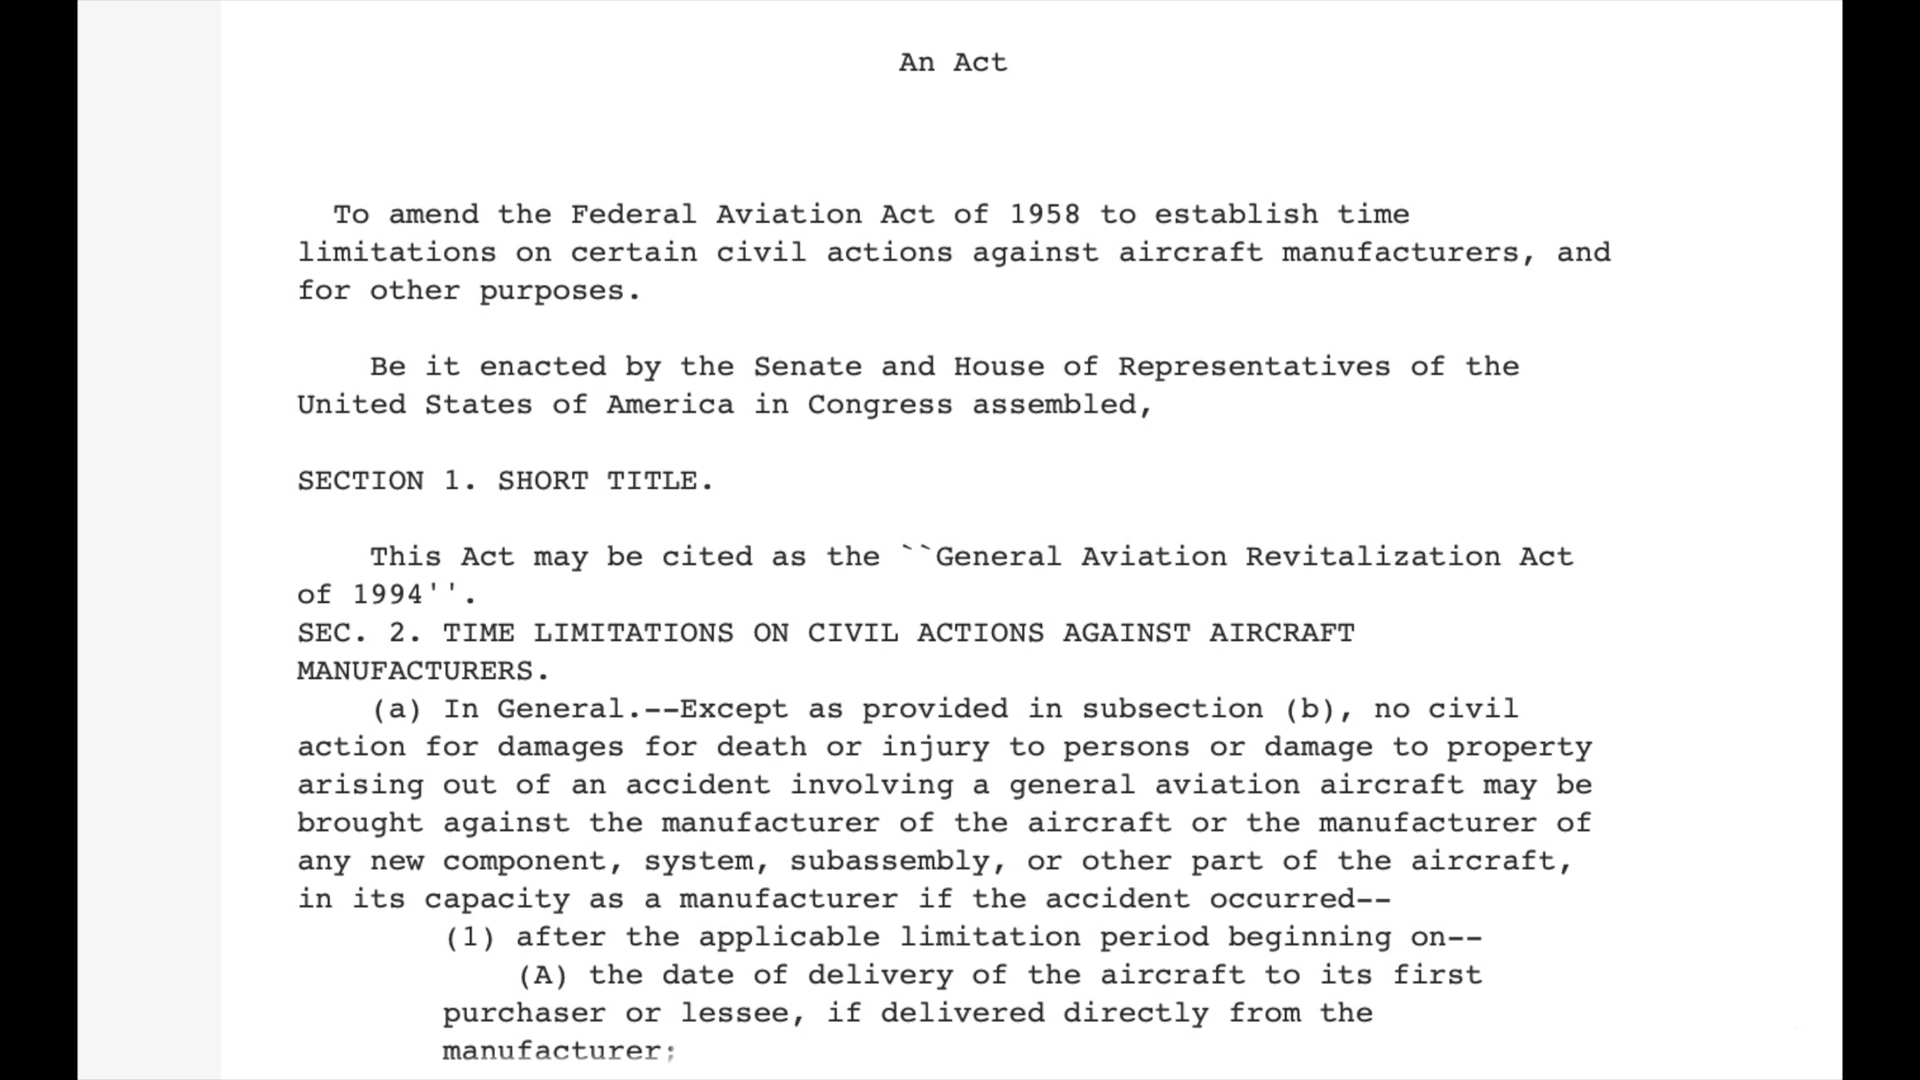 An Act
To amend the Federal Aviation Act of 1958 to establish time
limitations on certain civil actions against aircraft manufacturers, and
for other purposes.
Be it enacted by the Senate and House of Representatives of the
United States of America in Congress assembled,
SECTION 1. SHORT TITLE.
This Act may be cited as the ``General Aviation Revitalization Act
of 1994''.
SEC. 2. TIME LIMITATIONS ON CIVIL ACTIONS AGAINST AIRCRAFT
MANUFACTURERS.
(a) In General.--Except as provided in subsection (b), no civil
action for damages for death or injury to persons or damage to property
arising out of an accident involving a general aviation aircraft may be
brought against the manufacturer of the aircraft or the manufacturer of
any new component, system, subassembly, or other part of the aircraft,
in its capacity as a manufacturer if the accident occurred--
(1) after the applicable limitation period beginning on--
(A) the date of delivery of the aircraft to its first
purchaser or lessee, if delivered directly from the
manufacturer;